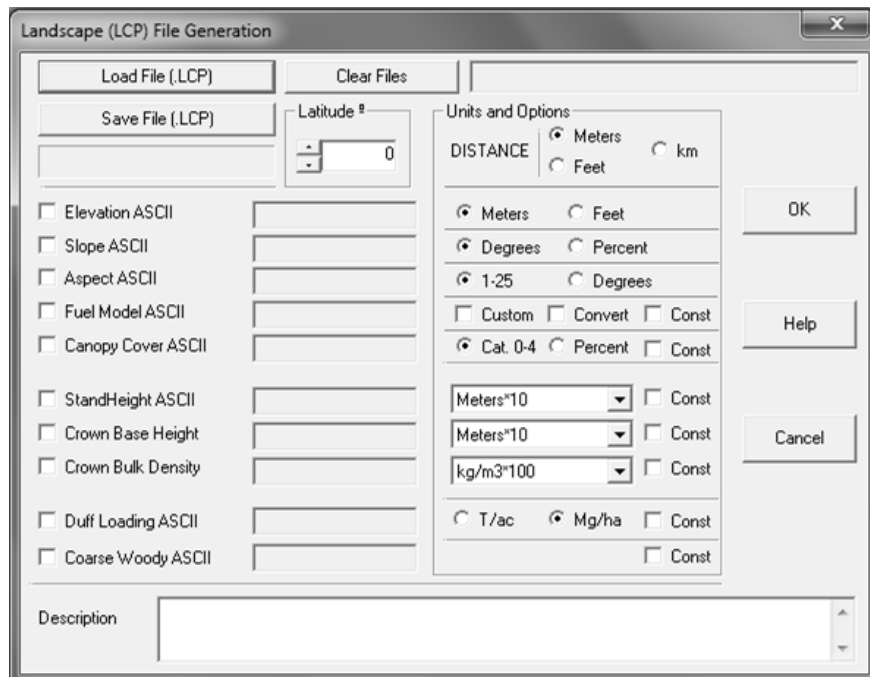 Landscape (LCP) File Generation
Load File (.LCP)
Clear Files
Save File (.LCP)
Latitude º
0
Units and Options
DISTANCE
Meters
Feet
km
Elevation ASCII
Meters
Feet
OK
Slope ASCII
Degrees
Percent
Aspect ASCII
1-25
Degrees
Fuel Model ASCII
Custom
Convert
Const
Help
Canopy Cover ASCII
Cat. 0-4
Percent
Const
StandHeight ASCII
Meters*10
Const
Crown Base Height
Meters*10
Const
Cancel
Crown Bulk Density
kg/m3*100
Const
Duff Loading ASCII
T/ac
Mg/ha
Const
Coarse Woody ASCII
Const
Description